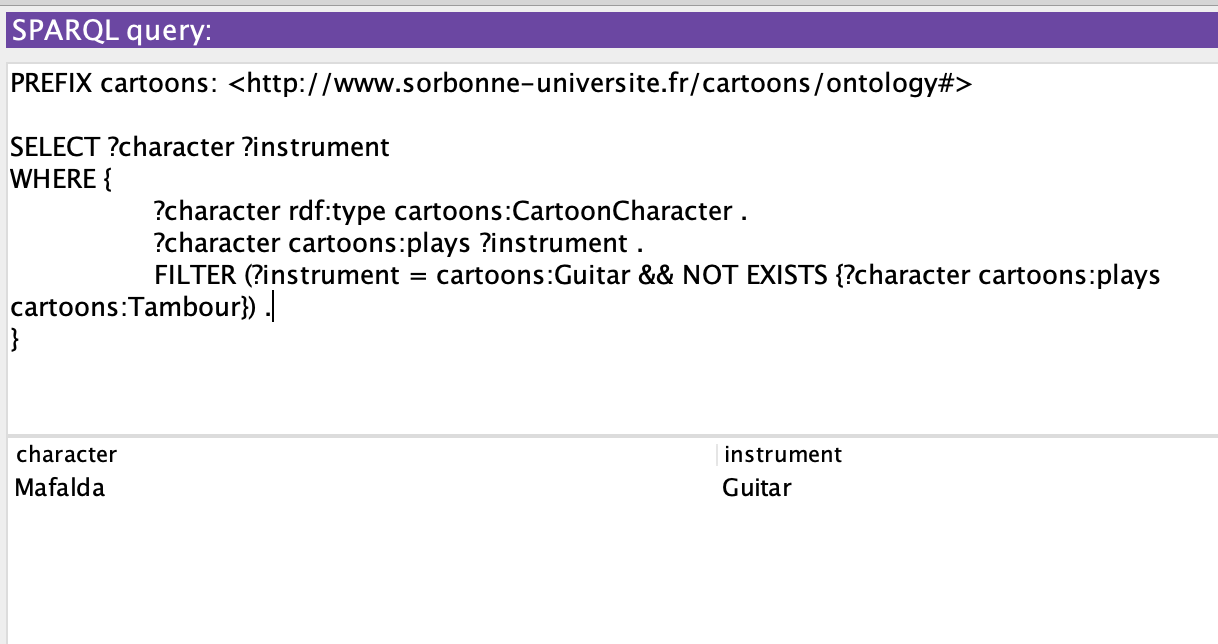 SPARQL query:
PREFIX cartoons: <http://www.sorbonne-universite.fr/cartoons/ontology#>
SELECT ?character ?instrument
WHERE {
?character rdf:type cartoons:CartoonCharacter .
?character cartoons:plays ?instrument .
FILTER (?instrument = cartoons:Guitar && NOT EXISTS {?character cartoons:plays
cartoons:Tambour}) .
}
character instrument
Mafalda Guitar